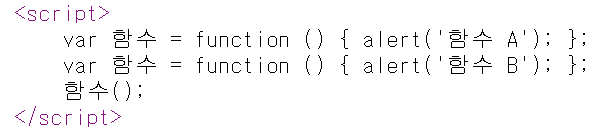 <script>
var 함수 = function () { alert('함수 A'); };
var 함수 = function () { alert('함수 B'); };
함수();
</script>